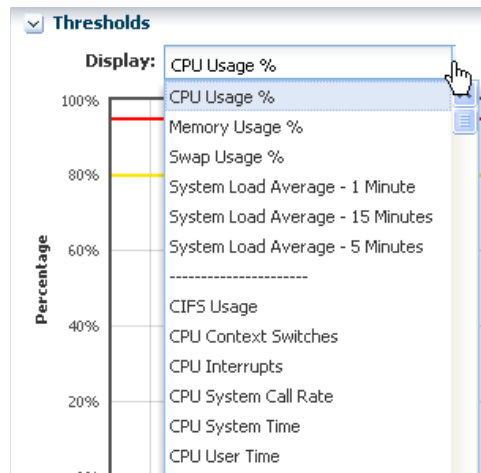 Thresholds
Display: CPU Usage %
100%
CPU Usage %
Memory Usage %
Swap Usage %
80%
System Load Average - 1 Minute
System Load Average - 15 Minutes
60%
System Load Average - 5 Minutes
----------------------
Percentage
CIFS Usage
40%
CPU Context Switches
CPU Interrupts
20%
CPU System Call Rate
CPU System Time
CPU User Time